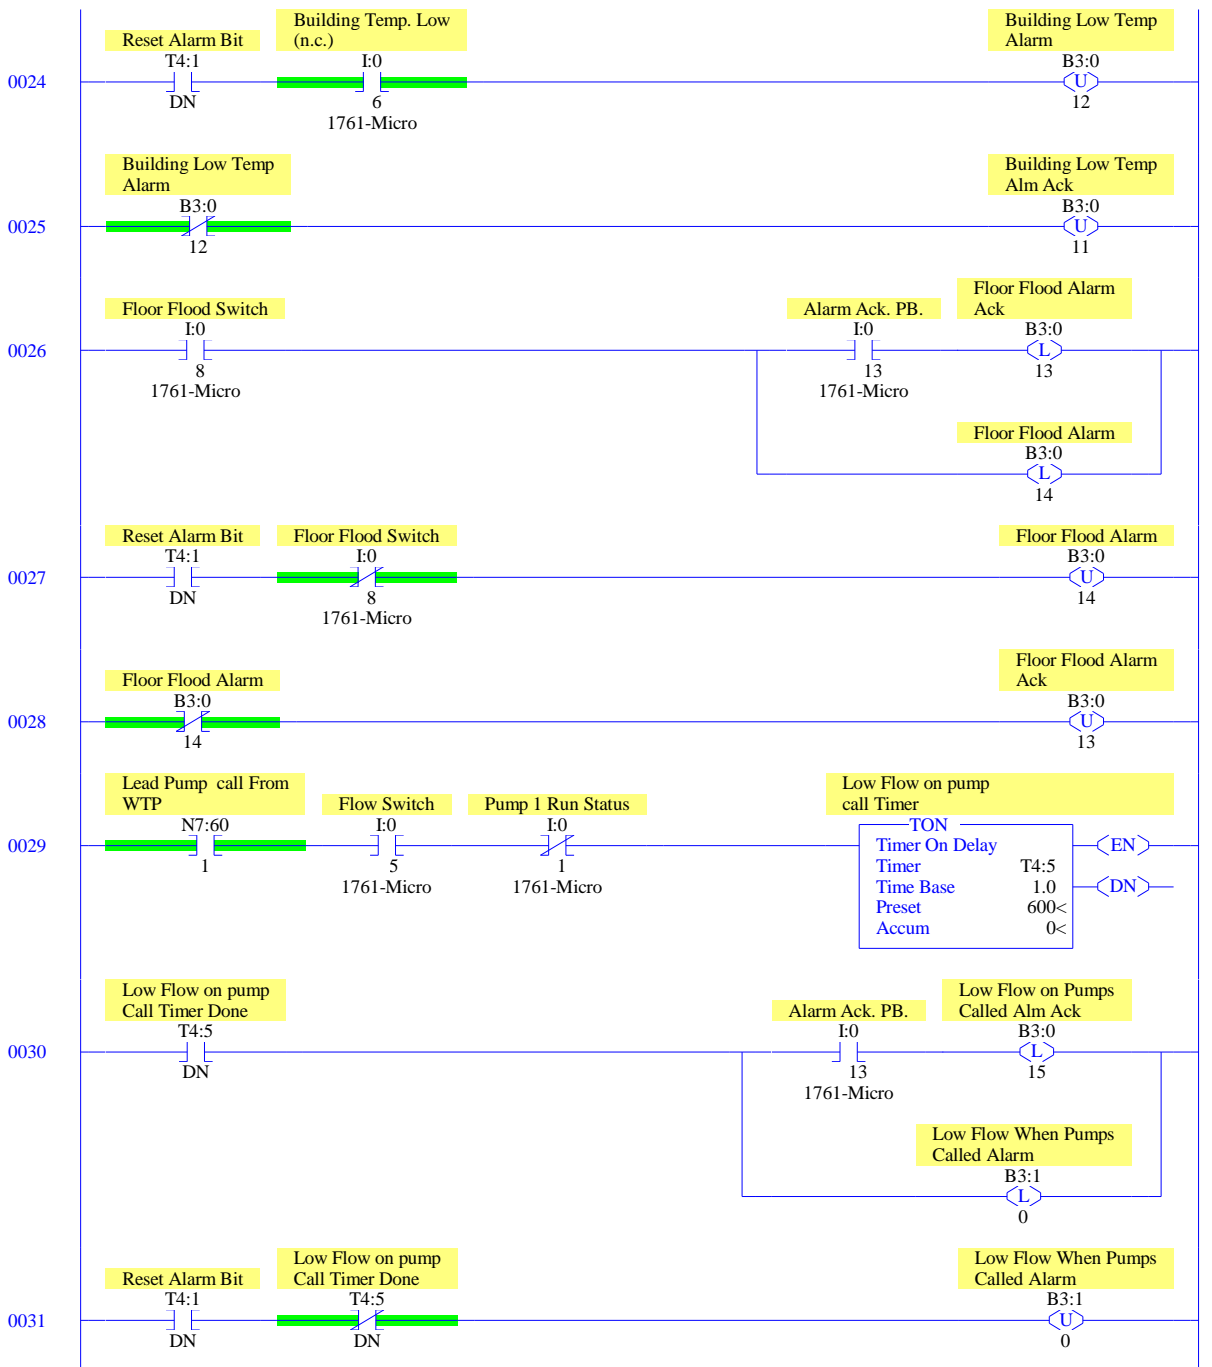 Building Temp. Low
(n.c.)
Building Low Temp
Alarm
Reset Alarm Bit
T4:1
I:0
B3:0
0024
U
DN
6
12
1761-Micro
Building Low Temp
Alarm
Building Low Temp
Alm Ack
B3:0
B3:0
0025
U
12
11
Floor Flood Alarm
Ack
Floor Flood Switch
Alarm Ack. PB.
I:0
I:0
B3:0
0026
L
8
13
13
1761-Micro
1761-Micro
Floor Flood Alarm
B3:0
L
14
Reset Alarm Bit
Floor Flood Switch
Floor Flood Alarm
T4:1
I:0
B3:0
0027
U
DN
8
14
1761-Micro
Floor Flood Alarm
Ack
Floor Flood Alarm
B3:0
B3:0
0028
U
14
13
Lead Pump call From
WTP
Low Flow on pump
call Timer
Flow Switch
Pump 1 Run Status
N7:60
I:0
I:0
TON
0029
1
5
1
1761-Micro
1761-Micro
Timer On Delay
EN
Timer T4:5
Time Base 1.0
DN
Preset 600<
Accum 0<
Low Flow on pump
Call Timer Done
Low Flow on Pumps
Called Alm Ack
Alarm Ack. PB.
T4:5
I:0
B3:0
0030
L
DN
13
15
1761-Micro
Low Flow When Pumps
Called Alarm
B3:1
L
0
Low Flow on pump
Call Timer Done
Low Flow When Pumps
Called Alarm
Reset Alarm Bit
T4:1
T4:5
B3:1
0031
U
DN
DN
0